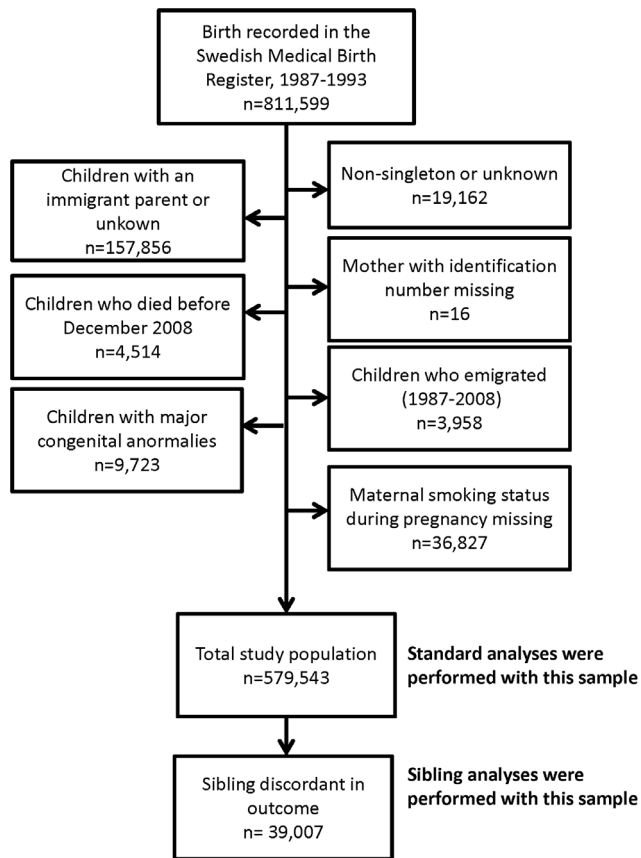 Birth recorded in the
Swedish Medical Birth
Register, 1987-1993
n=811,599
Non-singleton or unknown
n=19,162
Children with an
immigrant parent or
unkown
n=157,856
Mother with identification
number missing
n=16
Children who died before
December 2008
n=4,514
Children who emigrated
(1987-2008)
n=3,958
Children with major
congenital anormalies
n=9,723
Maternal smoking status
during pregnancy missing
n=36,827
Total study population
n=579,543
Standard analyses were
performed with this sample
Sibling discordant in
outcome
n= 39,007
Sibling analyses were
performed with this sample